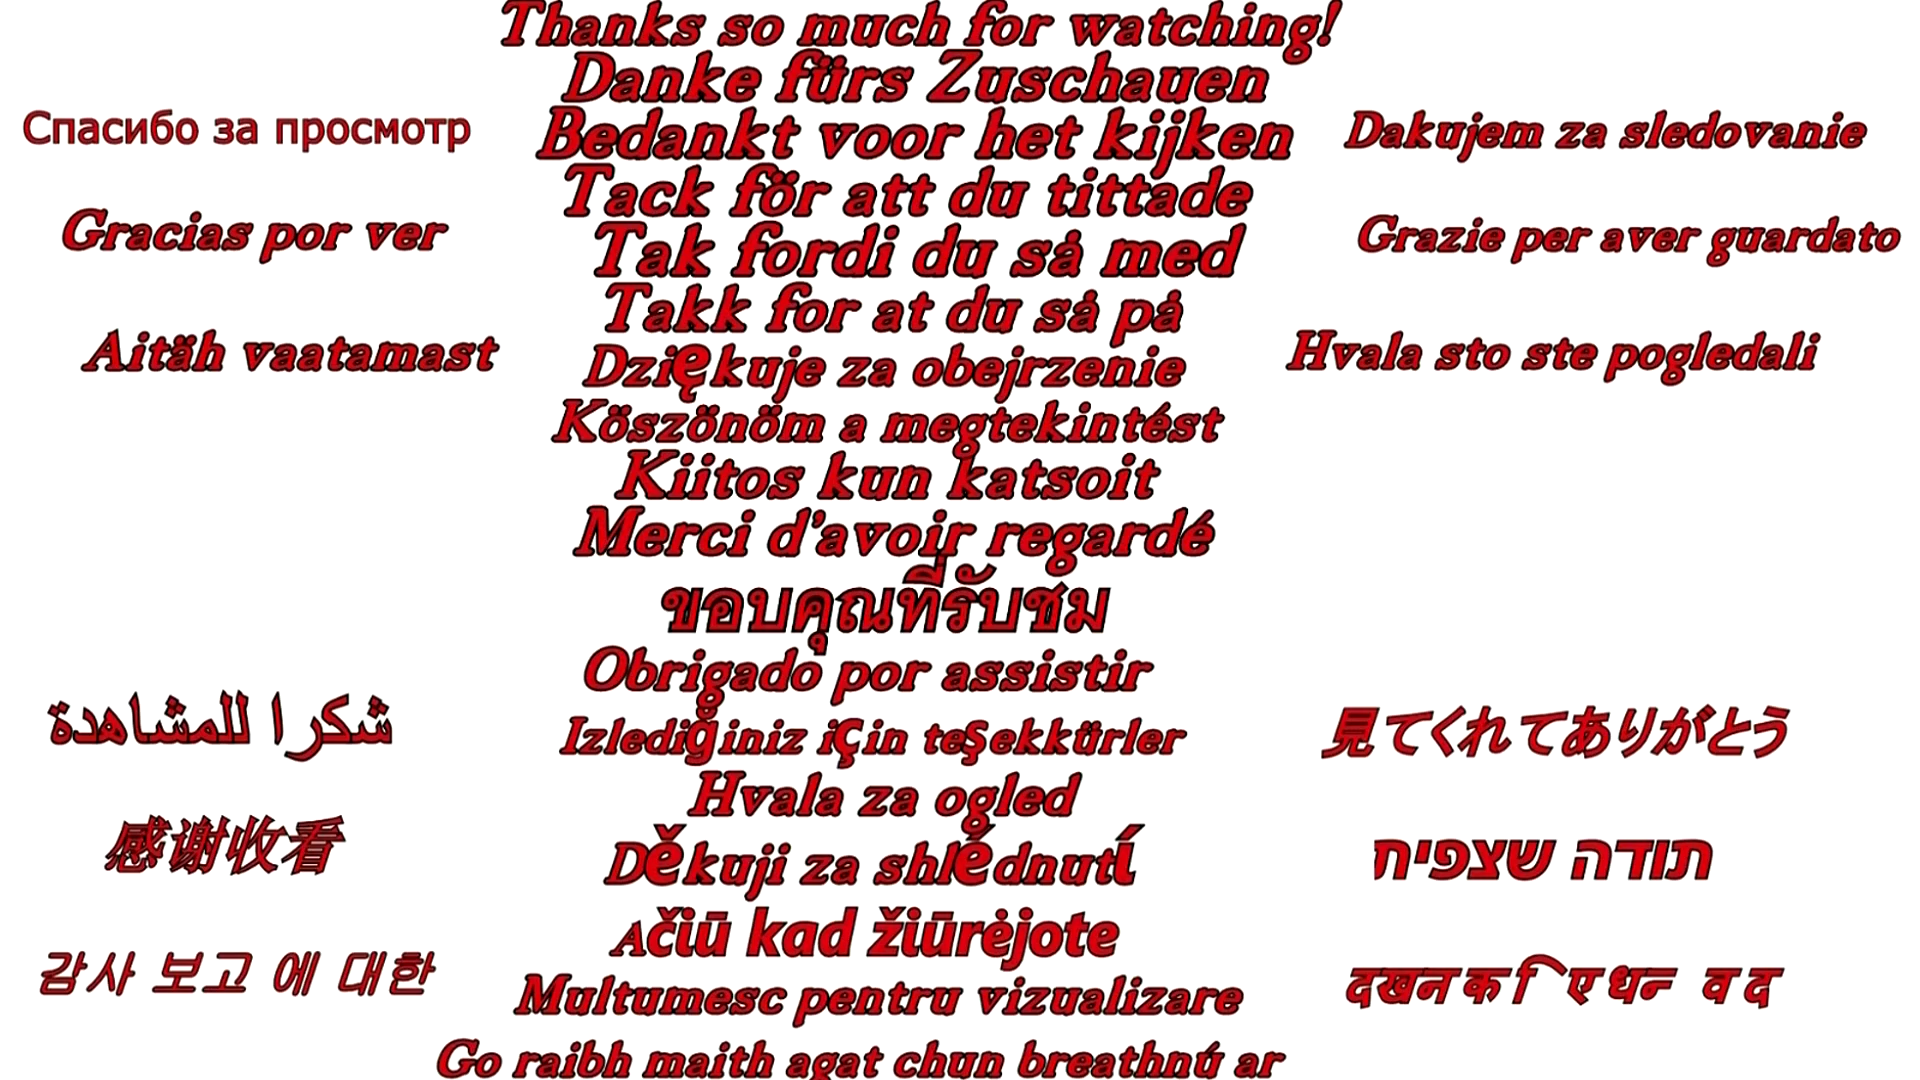 Thanks so much for watching!
Danke fürs Zuschauen
Bedankt voor het kijken
Tack för att du tittade
Tak fordi du så med
Takk for at du så på
Dziękuje za obejrzenie
Köszönöm a megtekintést
Kiitos kun katsoit
Merci d’avoir regardé
ขอบคุณที่รับชม
Obrigado por assistir
Izlediğiniz için teşekkürler
Hvala za ogled
Děkuji za shlédnutí
Ačiū kad žiūrėjote
Multumesc pentru vizualizare
Go raibh maith agat chun breathnú ar
Спасибо за просмотр
Gracias por ver
Aitäh vaatamast
شكرا للمشاهدة
感谢收看
감사 보고 에 대한
Dakujem za sledovanie
Grazie per aver guardato
Hvala sto ste pogledali
見てくれてありがとう
תודה שצפית